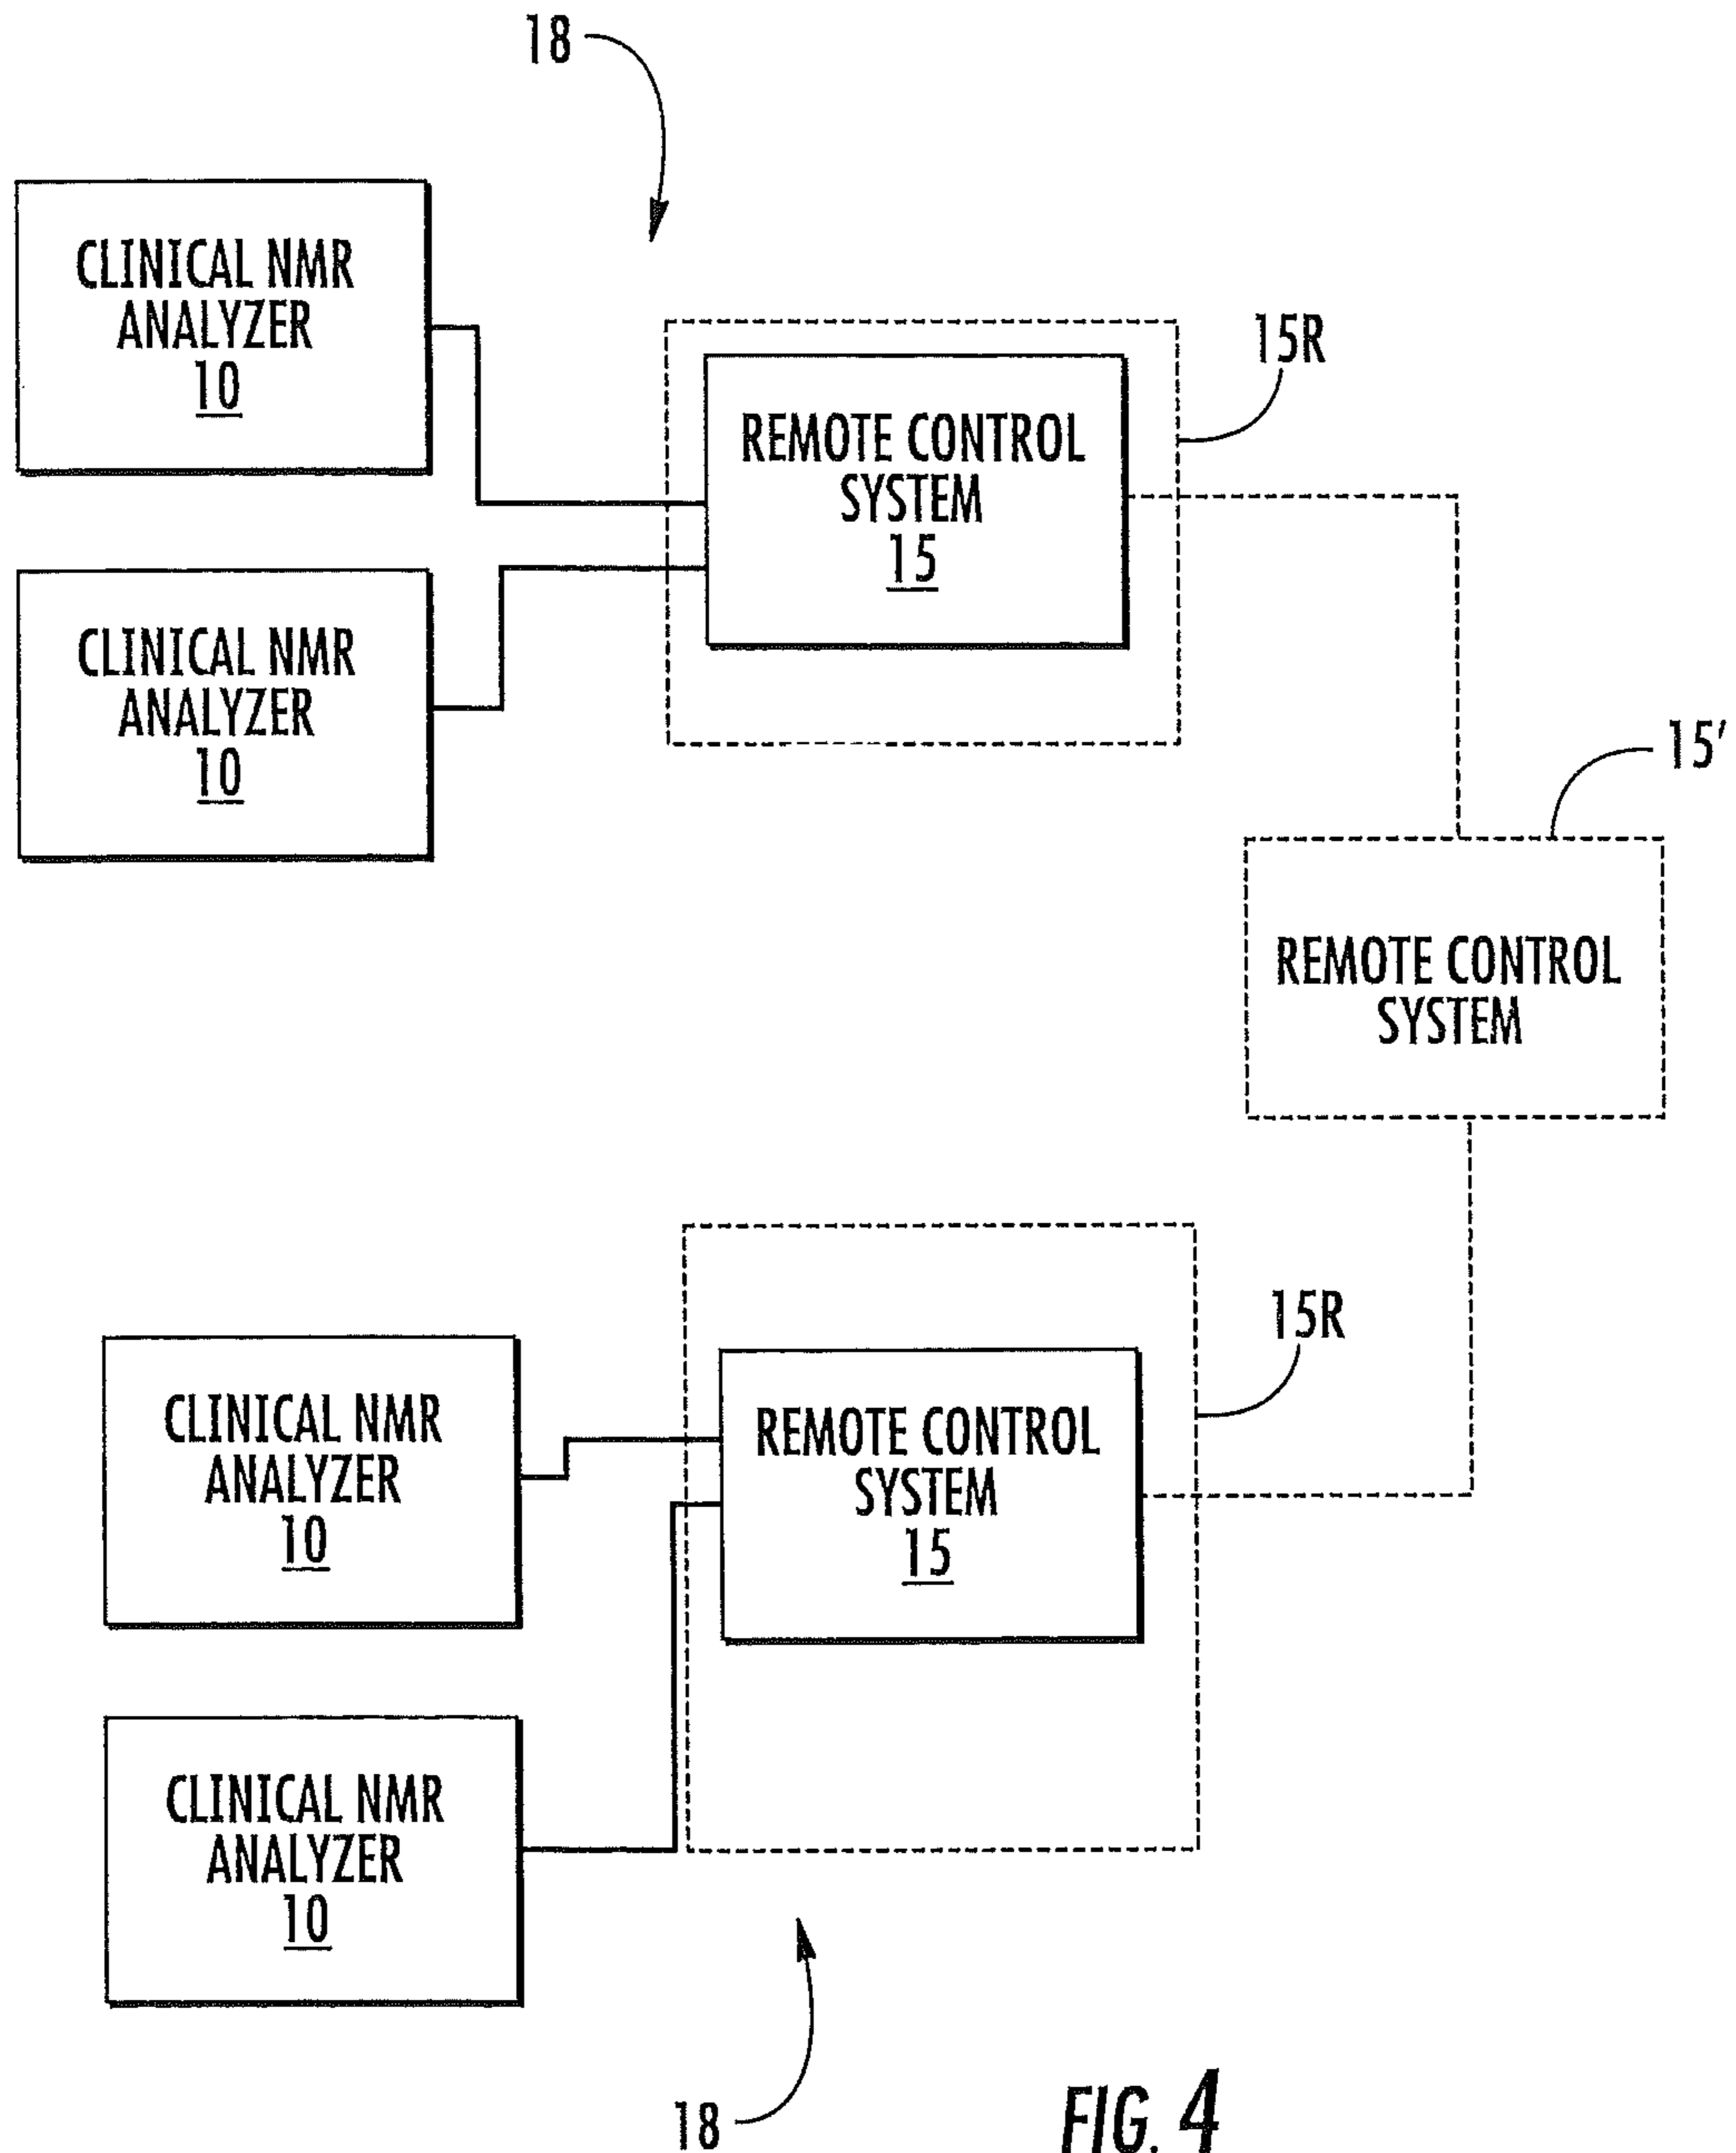 18
CLINICAL NMR
ANALYZER
10
REMOTE CONTROL
SYSTEM
15
15R
CLINICAL NMR
ANALYZER
10
15'
REMOTE CONTROL
SYSTEM
CLINICAL NMR
ANALYZER
10
REMOTE CONTROL
SYSTEM
15
15R
CLINICAL NMR
ANALYZER
10
18
FIG. 4